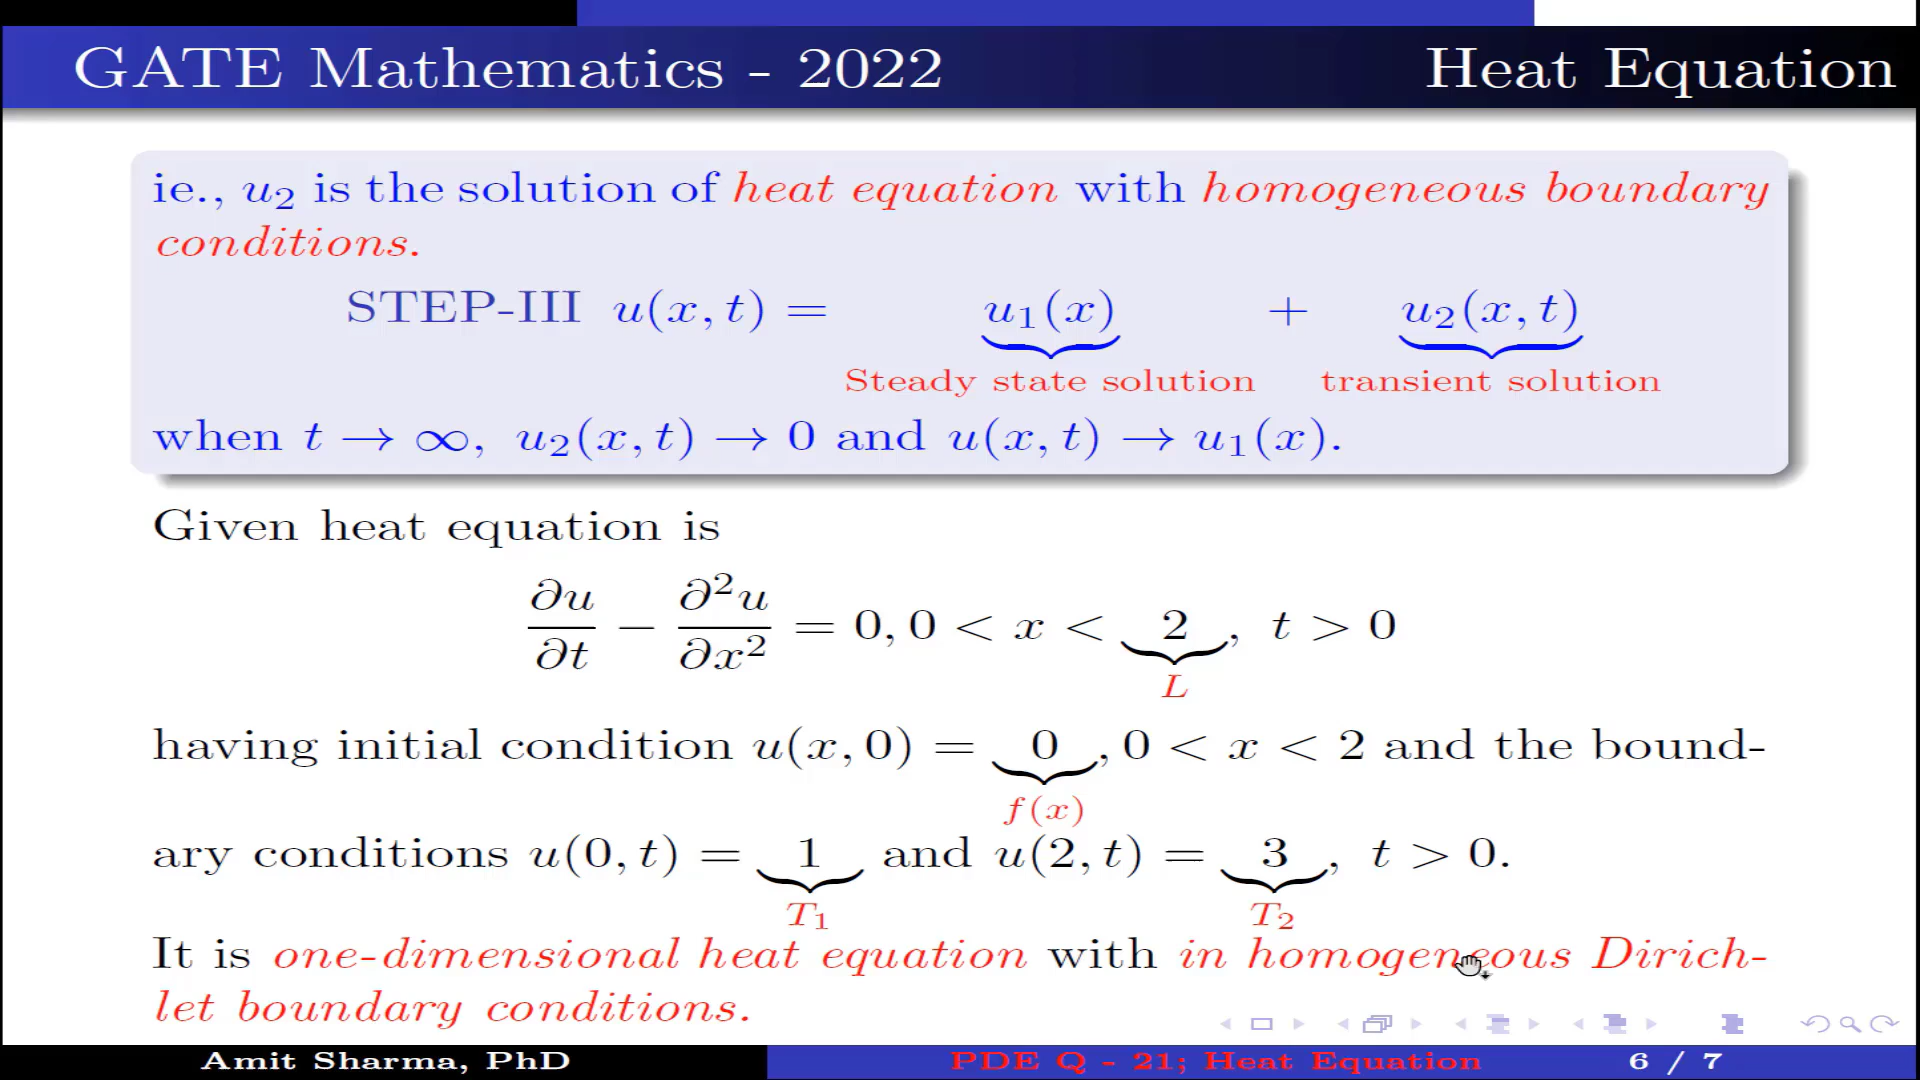 GATE Mathematics - 2022 Heat Equation
ie., u₂ is the solution of heat equation with homogeneous boundary
conditions.
STEP-III u(x, t) = u₁(x) + u₂(x, t)
Steady state solution transient solution
when t → ∞, u₂(x, t) → 0 and u(x, t) → u₁(x).
Given heat equation is
∂u/∂t − ∂²u/∂x² = 0, 0 < x < 2, t > 0
L
having initial condition u(x, 0) = 0, 0 < x < 2 and the bound-
f(x)
ary conditions u(0, t) = 1 and u(2, t) = 3, t > 0.
T₁ T₂
It is one-dimensional heat equation with in homogeneous Dirich-
let boundary conditions.
Amit Sharma, PhD PDE Q - 21; Heat Equation 6 / 7